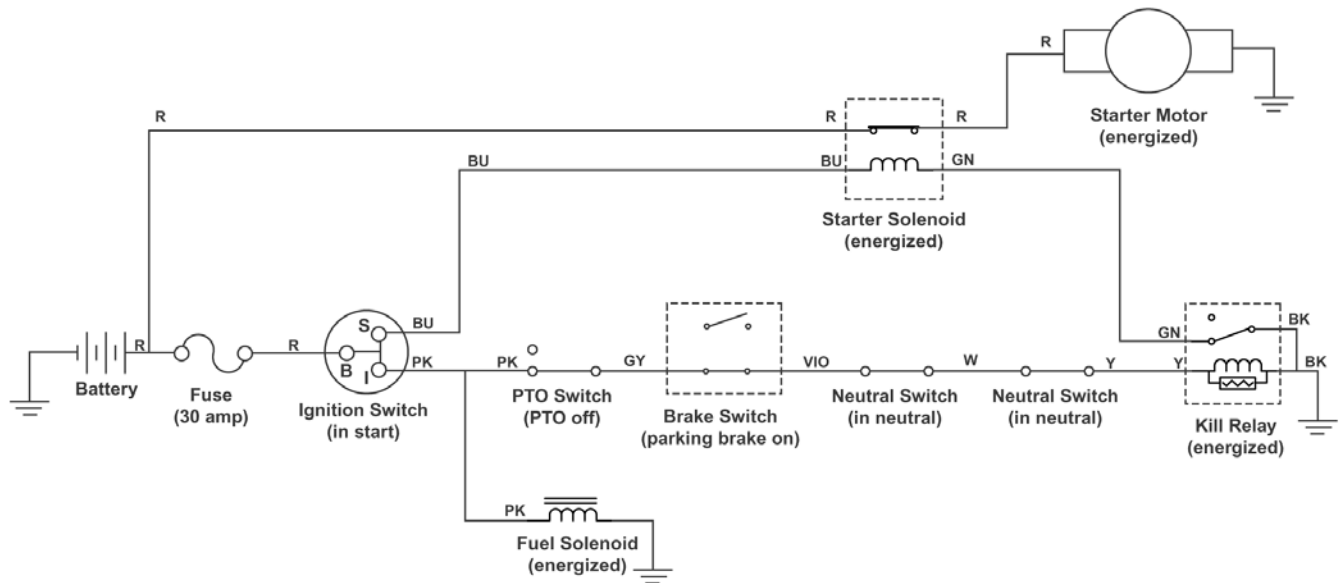 R
Starter Motor
(energized)
R
R
R
BU
BU
GN
Starter Solenoid
(energized)
R
Battery
Fuse
(30 amp)
R
S
B
I
BU
PK
Ignition Switch
(in start)
PK
PTO Switch
(PTO off)
GY
Brake Switch
(parking brake on)
VIO
Neutral Switch
(in neutral)
W
Neutral Switch
(in neutral)
Y
Y
GN
BK
BK
Kill Relay
(energized)
PK
Fuel Solenoid
(energized)